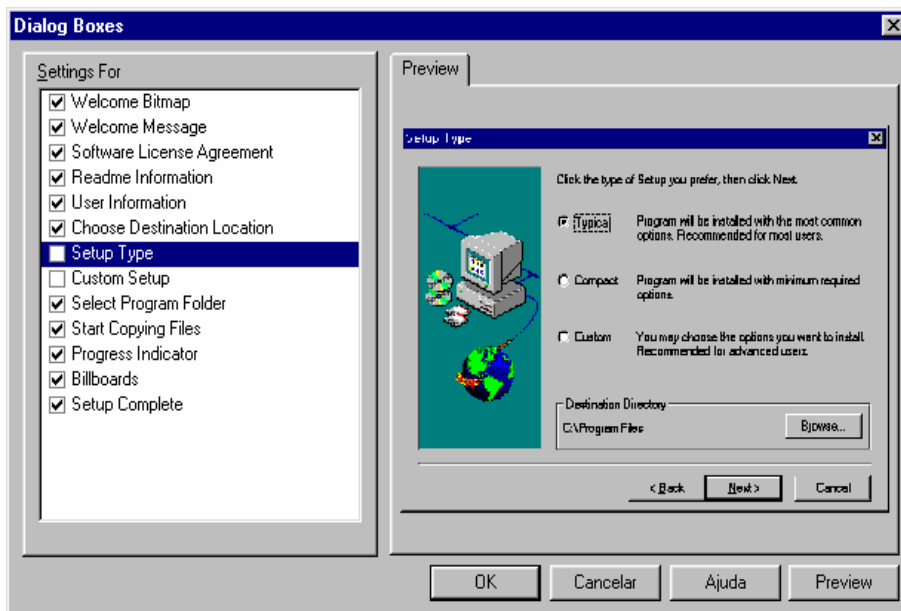 Dialog Boxes
Settings For
Welcome Bitmap
Welcome Message
Software License Agreement
Readme Information
User Information
Choose Destination Location
Setup Type
Custom Setup
Select Program Folder
Start Copying Files
Progress Indicator
Billboards
Setup Complete
Preview
Setup Type
Click the type of Setup you prefer, then click Next.
Typical Program will be installed with the most common
options. Recommended for most users.
Compact Program will be installed with minimum required
options.
Custom You may choose the options you want to install.
Recommended for advanced users.
Destination Directory
C:\Program Files
Browse...
< Back Next > Cancel
OK Cancelar Ajuda Preview